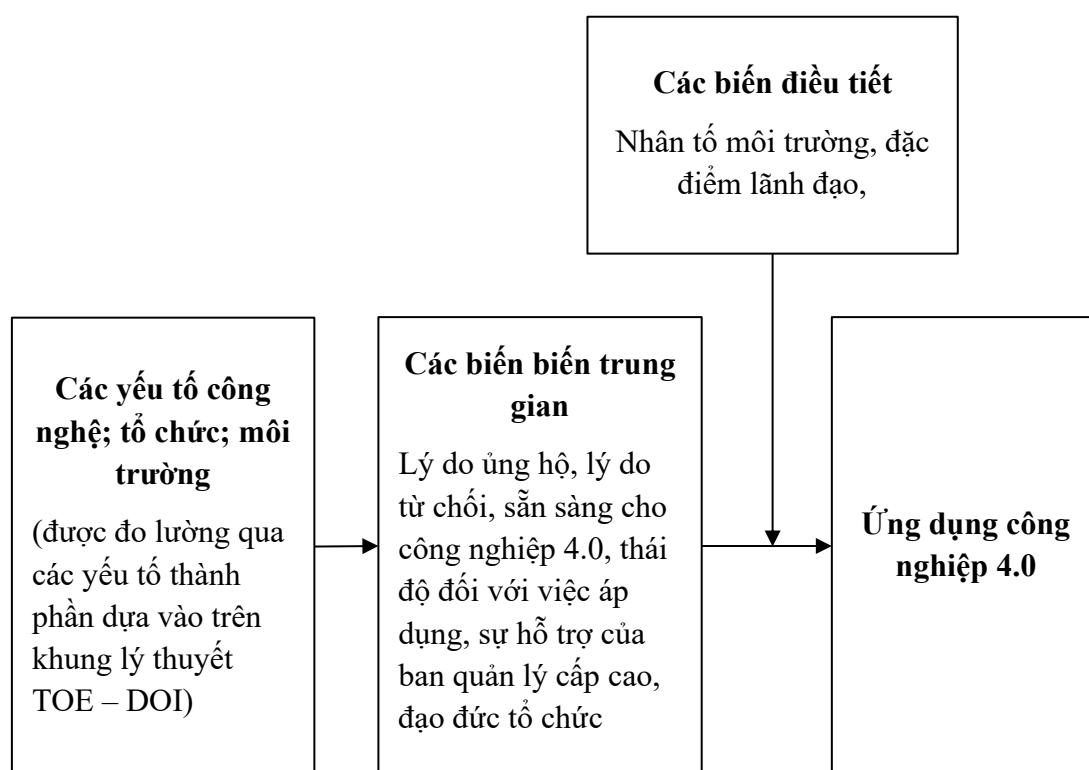 Các biến điều tiết
Nhân tố môi trường, đặc
điểm lãnh đạo,
Các yếu tố công
nghệ; tổ chức; môi
trường
(được đo lường qua
các yếu tố thành
phần dựa vào trên
khung lý thuyết
TOE – DOI)
Các biến biến trung
gian
Lý do ủng hộ, lý do
từ chối, sẵn sàng cho
công nghiệp 4.0, thái
độ đối với việc áp
dụng, sự hỗ trợ của
ban quản lý cấp cao,
đạo đức tổ chức
Ứng dụng công
nghiệp 4.0